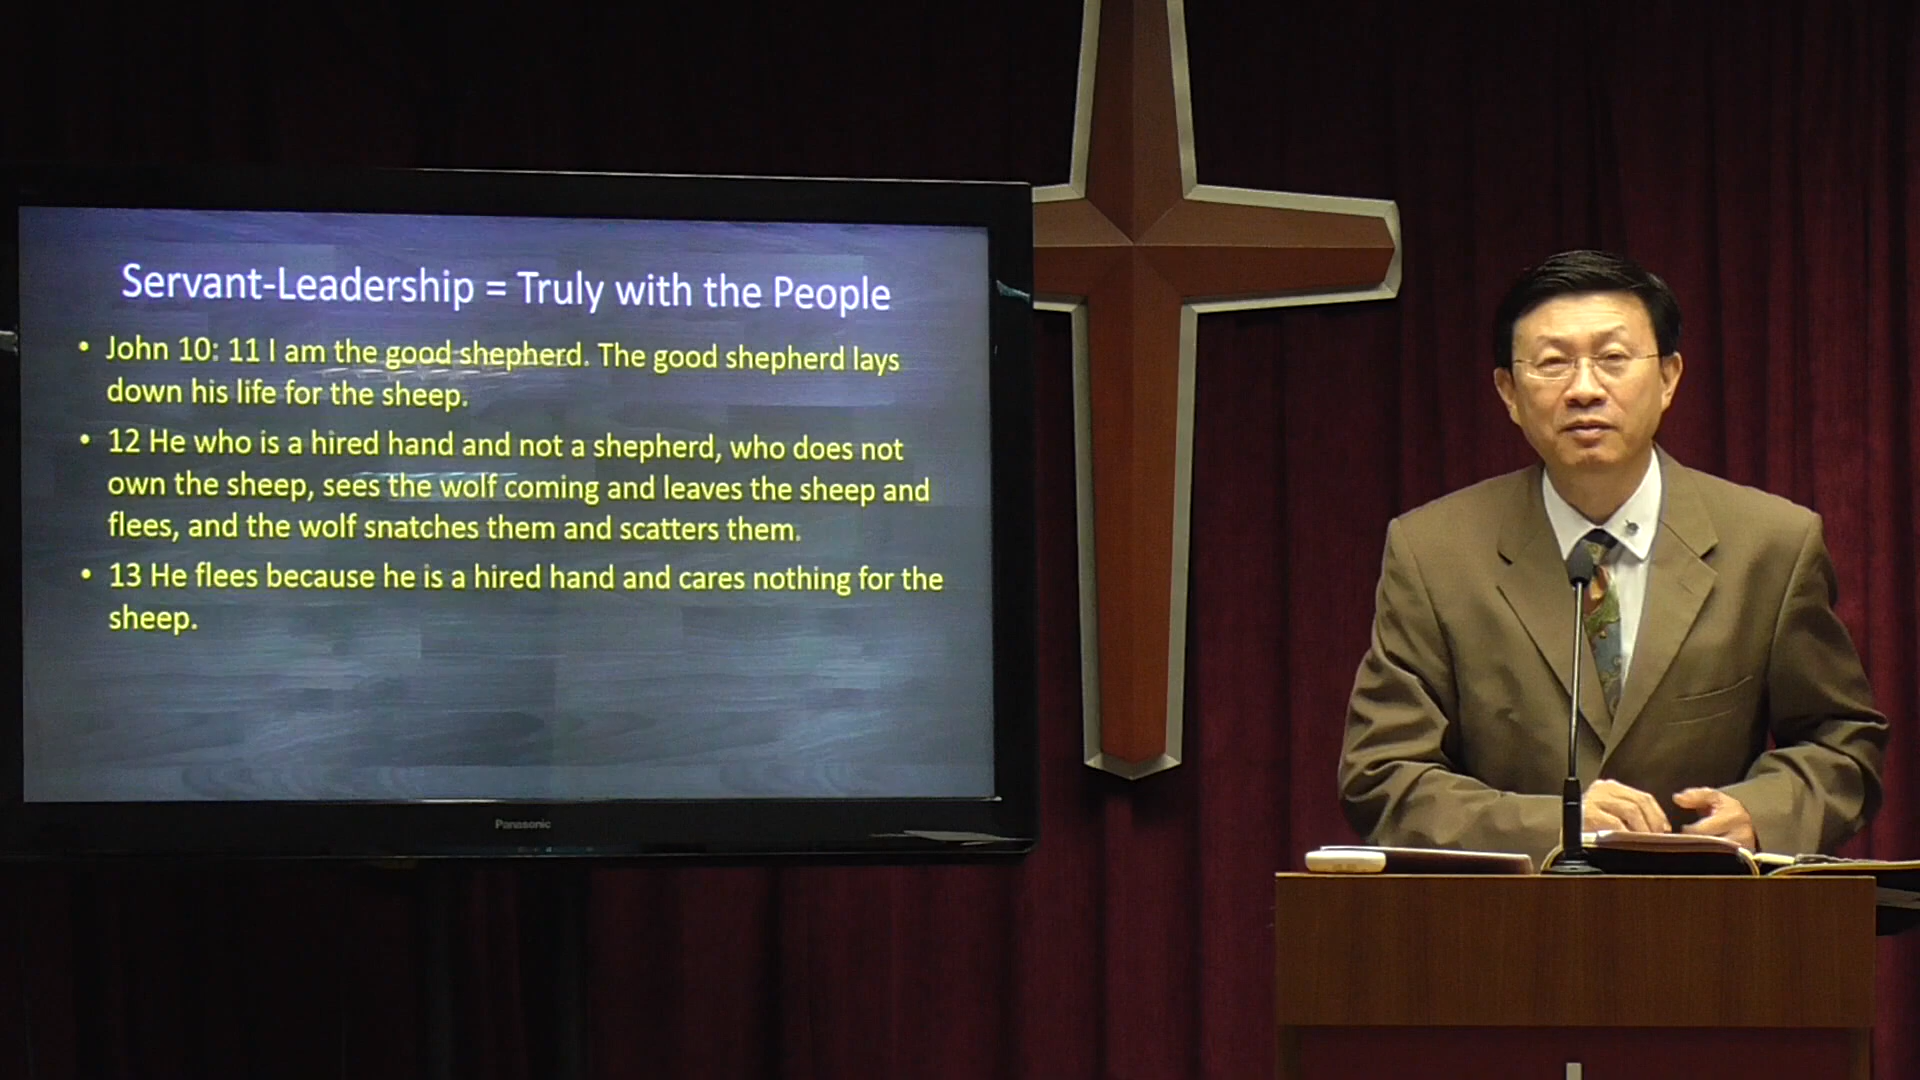 Servant-Leadership = Truly with the People
• John 10: 11 I am the good shepherd. The good shepherd lays
down his life for the sheep.
• 12 He who is a hired hand and not a shepherd, who does not
own the sheep, sees the wolf coming and leaves the sheep and
flees, and the wolf snatches them and scatters them.
• 13 He flees because he is a hired hand and cares nothing for the
sheep.
Panasonic